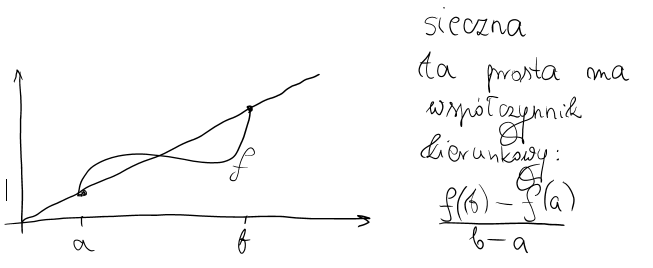 sieczna
ta prosta ma
współczynnik
kierunkowy:
f(b) - f(a)
b-a
f
a b